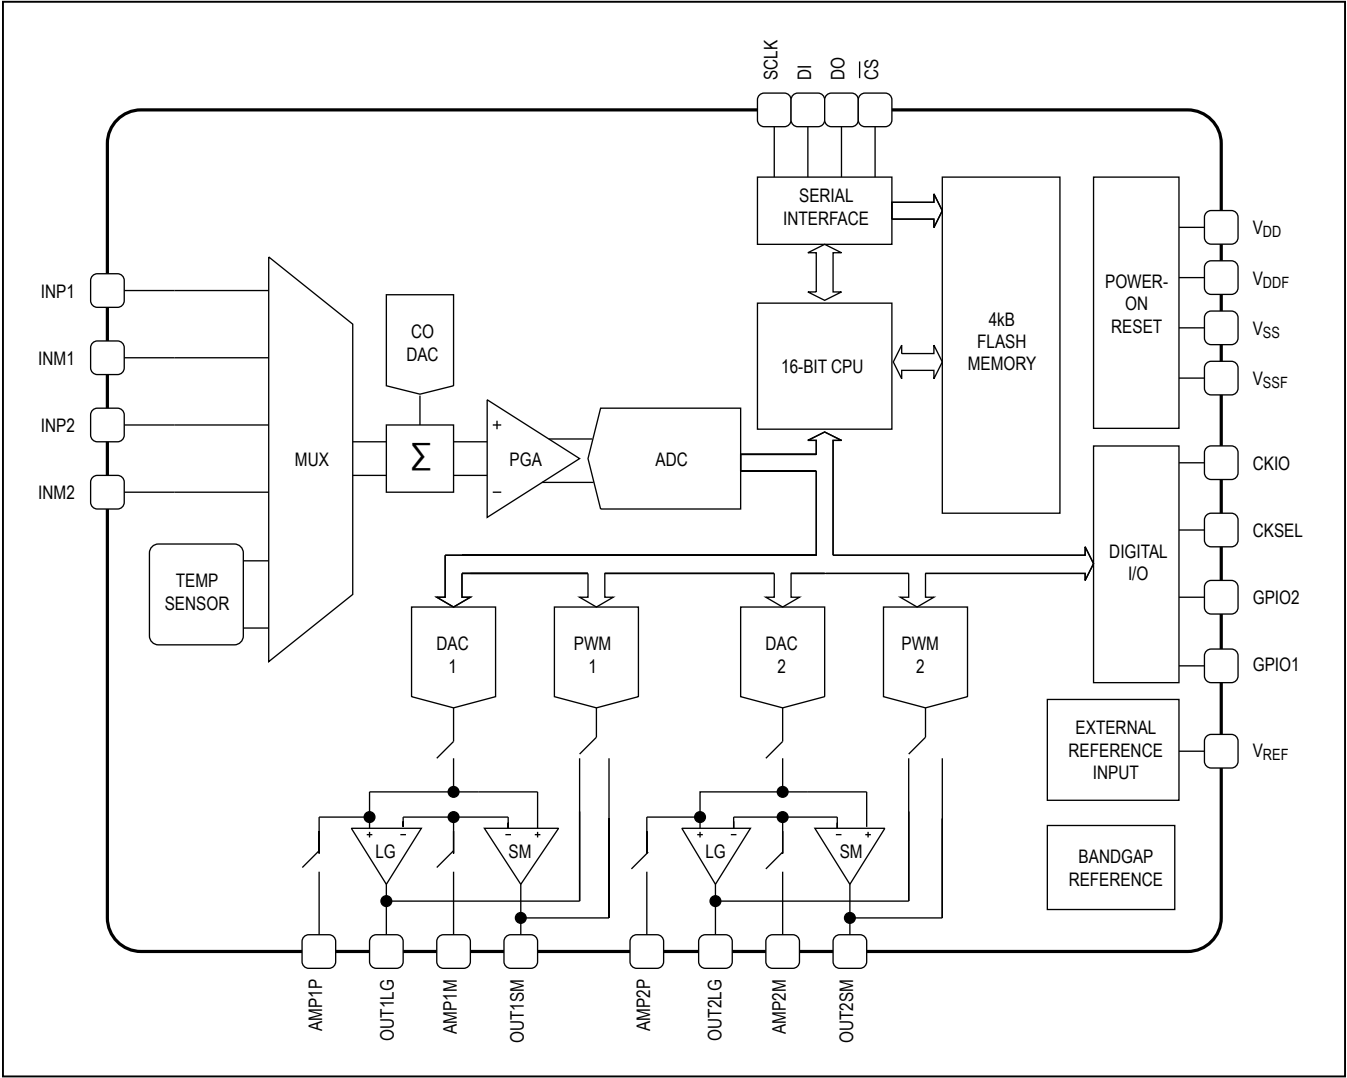 SCLK
DI
DO
CS
SERIAL
INTERFACE
POWER-
ON
RESET
VDD
VDDF
VSS
VSSF
INP1
INM1
INP2
INM2
CO
DAC
16-BIT CPU
4kB
FLASH
MEMORY
MUX
Σ
+
PGA
−
ADC
CKIO
CKSEL
GPIO2
GPIO1
DIGITAL
I/O
TEMP
SENSOR
DAC
1
PWM
1
DAC
2
PWM
2
EXTERNAL
REFERENCE
INPUT
VREF
+ −
LG
− +
SM
+ −
LG
− +
SM
BANDGAP
REFERENCE
AMP1P
OUT1LG
AMP1M
OUT1SM
AMP2P
OUT2LG
AMP2M
OUT2SM